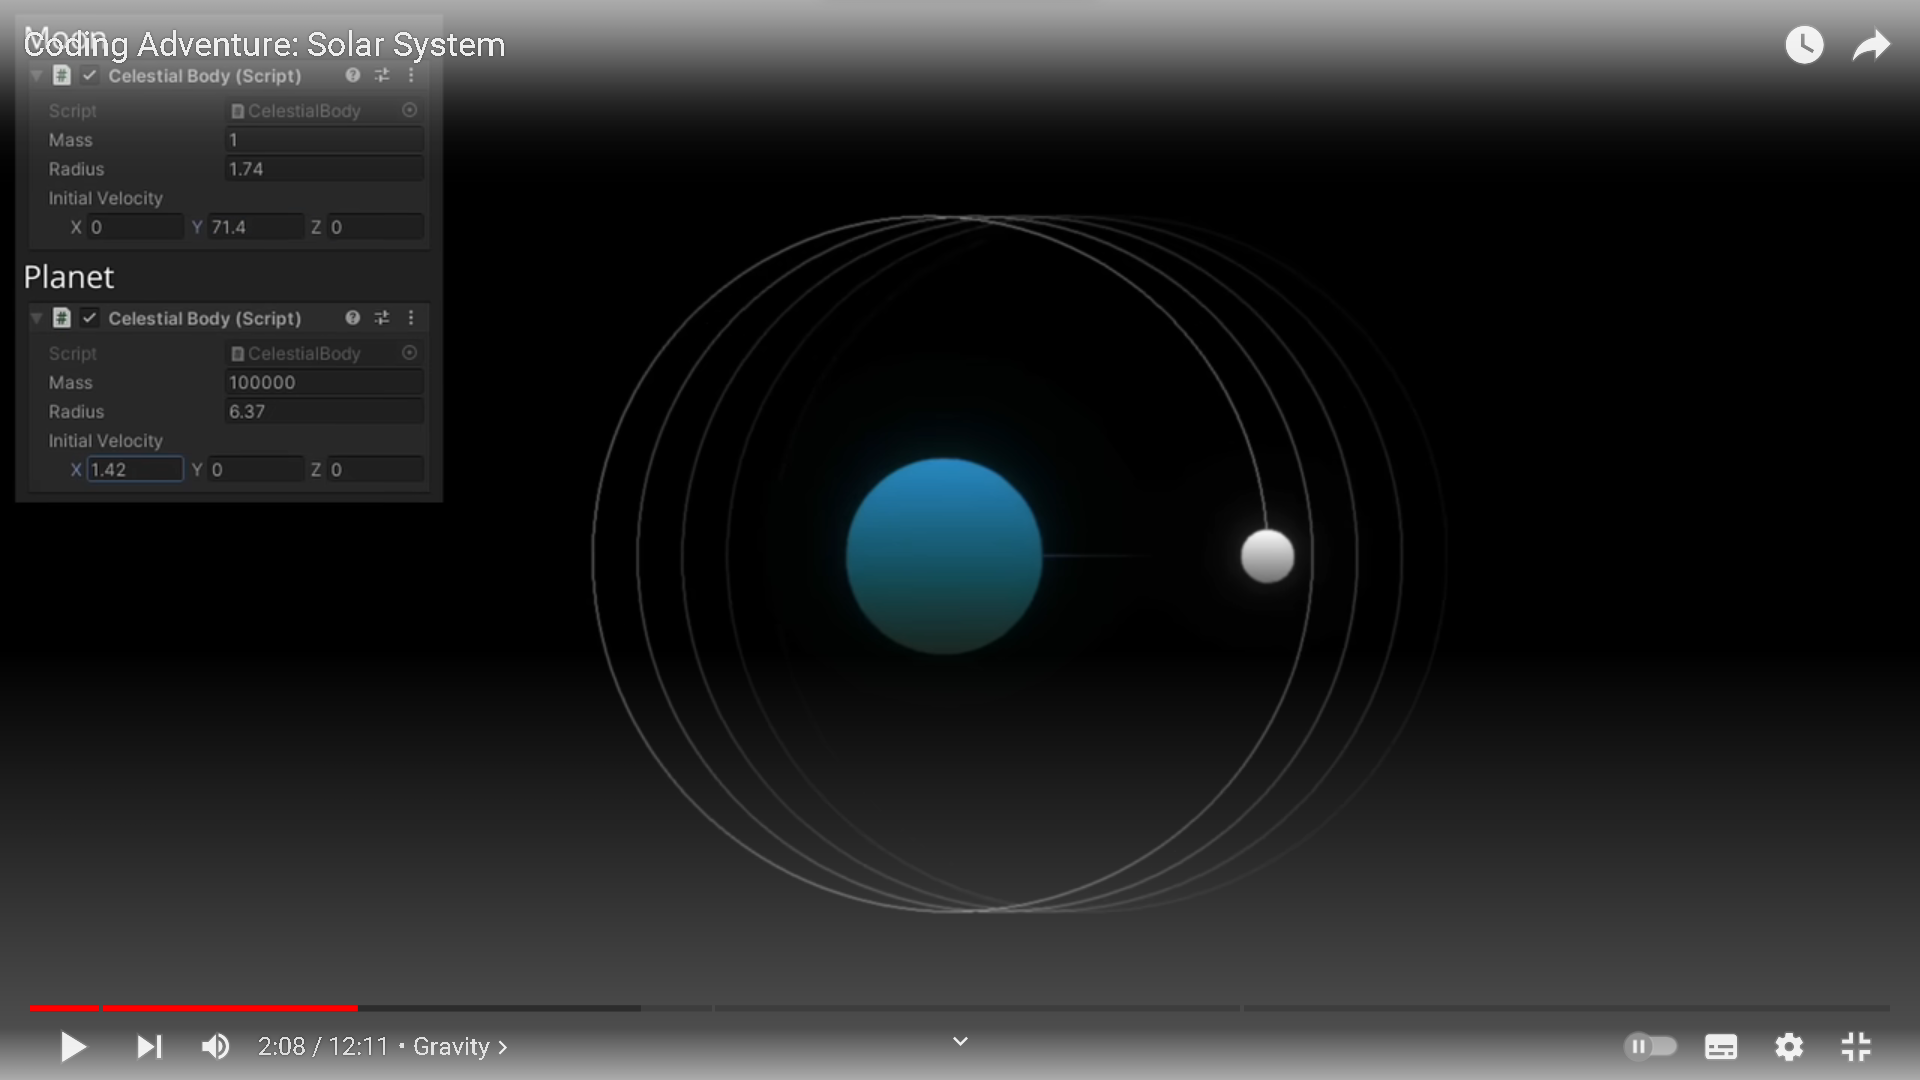 Moon
Coding Adventure: Solar System
# Celestial Body (Script)
Script CelestialBody
Mass 1
Radius 1.74
Initial Velocity
X 0 Y 71.4 Z 0
Planet
# Celestial Body (Script)
Script CelestialBody
Mass 100000
Radius 6.37
Initial Velocity
X 1.42 Y 0 Z 0
2:08 / 12:11 • Gravity